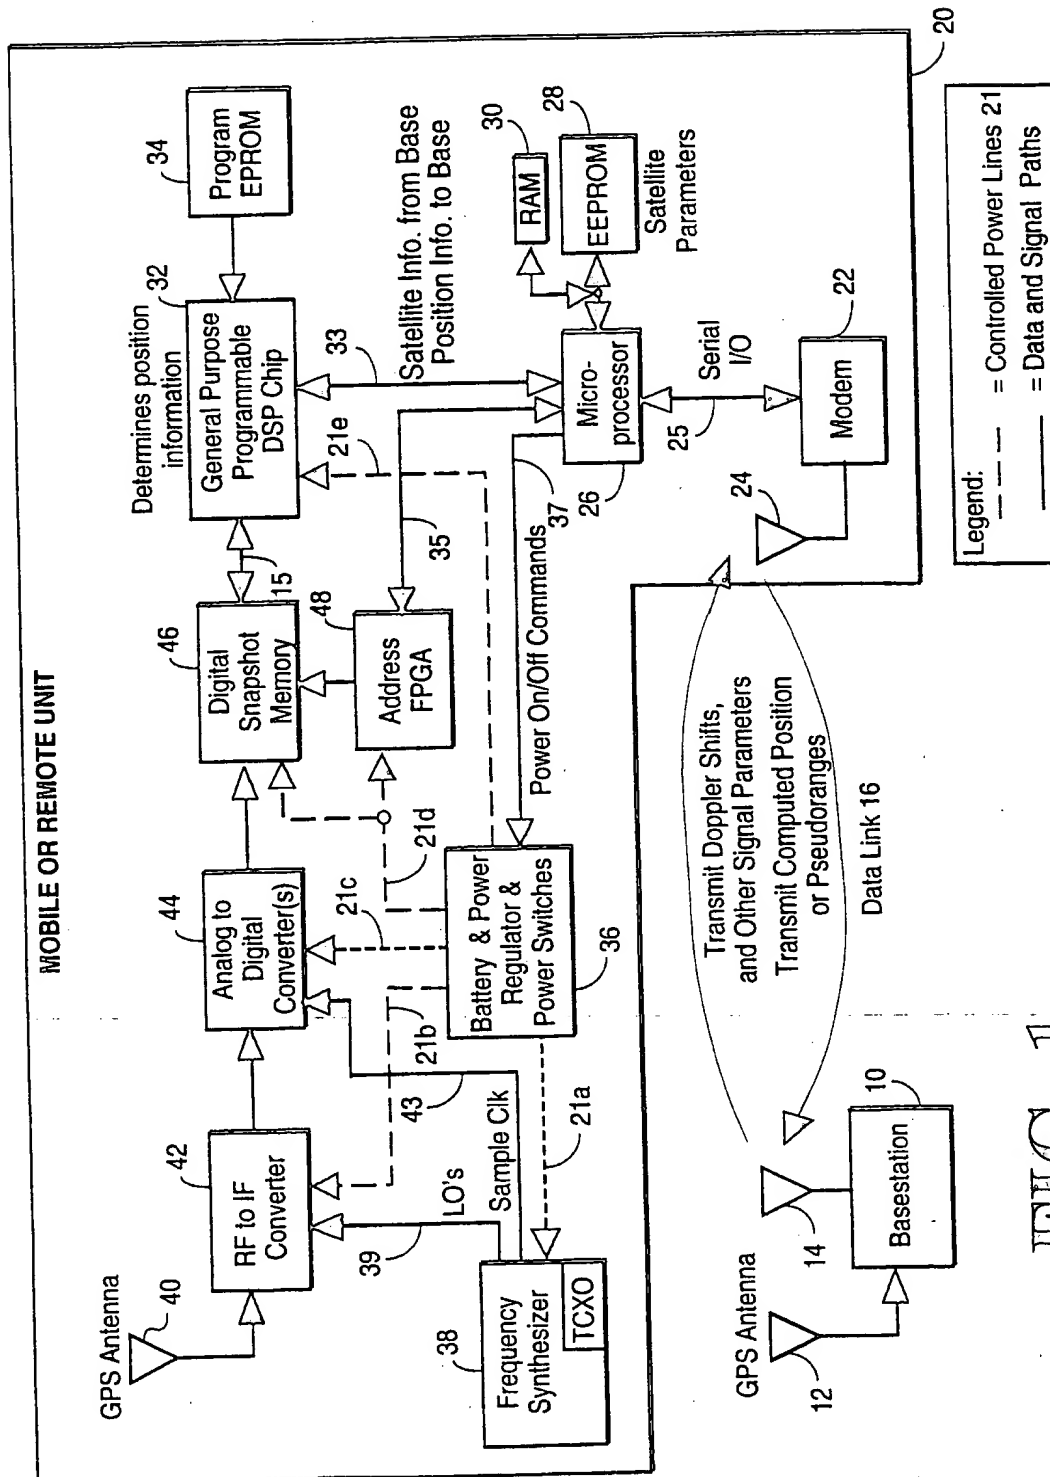 MOBILE OR REMOTE UNIT
GPS Antenna
40
42
RF to IF
Converter
44
Analog to
Digital
Converter(s)
46
Digital
Snapshot
Memory
15
Determines position
information
32
General Purpose
Programmable
DSP Chip
34
Program
EPROM
39
LO's
Sample Clk
43
21b
21c
21d
48
Address
FPGA
35
21e
33
Satellite Info. from Base
Position Info. to Base
38
Frequency
Synthesizer
TCXO
21a
Battery & Power
Regulator &
Power Switches
36
Power On/Off Commands
37
Micro-
processor
26
RAM
30
EEPROM
28
Satellite
Parameters
25
Serial
I/O
Modem
22
24
20
GPS Antenna
12
14
Basestation
10
Transmit Doppler Shifts,
and Other Signal Parameters
Transmit Computed Position
or Pseudoranges
Data Link 16
Legend:
= Controlled Power Lines 21
= Data and Signal Paths